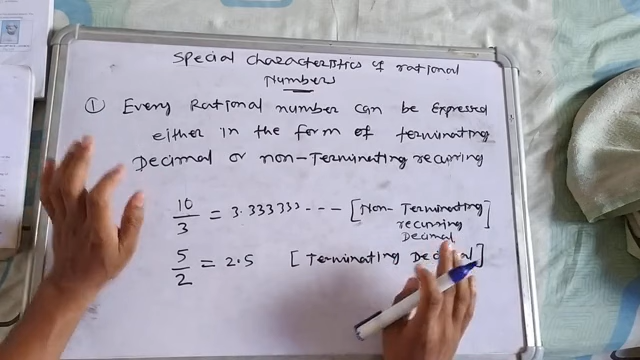 Special characteristics of rational
Number
① Every Rational number can be Expressed
either in the form of terminating
Decimal or non-Terminating recurring
10/3 = 3.333333--- [Non-Terminating
recurring
Decimal]
5/2 = 2.5 [Terminating Decimal]